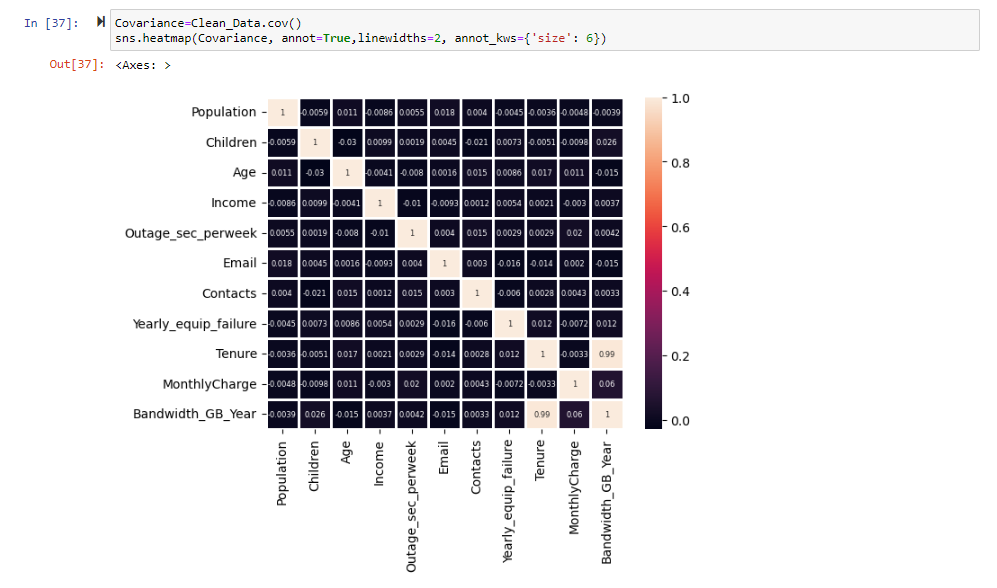 In [37]:
Covariance=Clean_Data.cov()
sns.heatmap(Covariance, annot=True,linewidths=2, annot_kws={'size': 6})
Out[37]: <Axes: >
Population 1 -0.0059 0.011 -0.0086 0.0055 0.018 0.004 -0.0045 -0.0036 -0.0048 -0.0039
Children -0.0059 1 -0.03 0.0099 0.0019 0.0045 -0.021 0.0073 -0.0051 -0.0098 0.026
Age 0.011 -0.03 1 -0.0041 -0.008 0.0016 0.015 0.0086 0.017 0.011 -0.015
Income -0.0086 0.0099 -0.0041 1 -0.01 -0.0093 0.0012 0.0054 0.0021 -0.003 0.0037
Outage_sec_perweek 0.0055 0.0019 -0.008 -0.01 1 0.004 0.015 0.0029 0.0029 0.02 0.0042
Email 0.018 0.0045 0.0016 -0.0093 0.004 1 0.003 -0.016 -0.014 0.002 -0.015
Contacts 0.004 -0.021 0.015 0.0012 0.015 0.003 1 -0.006 0.0028 0.0043 0.0033
Yearly_equip_failure -0.0045 0.0073 0.0086 0.0054 0.0029 -0.016 -0.006 1 0.012 -0.0072 0.012
Tenure -0.0036 -0.0051 0.017 0.0021 0.0029 -0.014 0.0028 0.012 1 -0.0033 0.99
MonthlyCharge -0.0048 -0.0098 0.011 -0.003 0.02 0.002 0.0043 -0.0072 -0.0033 1 0.06
Bandwidth_GB_Year -0.0039 0.026 -0.015 0.0037 0.0042 -0.015 0.0033 0.012 0.99 0.06 1
Population
Children
Age
Income
Outage_sec_perweek
Email
Contacts
Yearly_equip_failure
Tenure
MonthlyCharge
Bandwidth_GB_Year
1.0
0.8
0.6
0.4
0.2
0.0